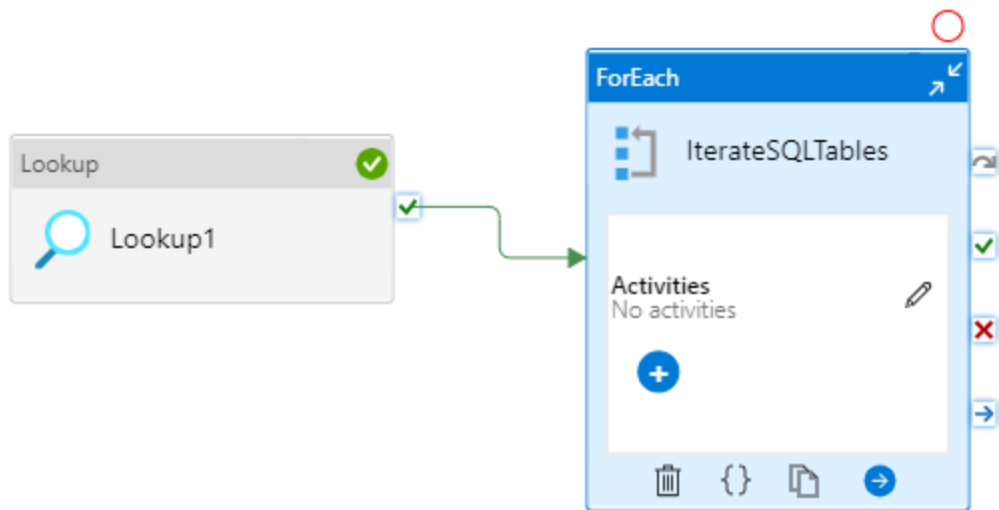 Lookup
Lookup1
ForEach
IterateSQLTables
Activities
No activities